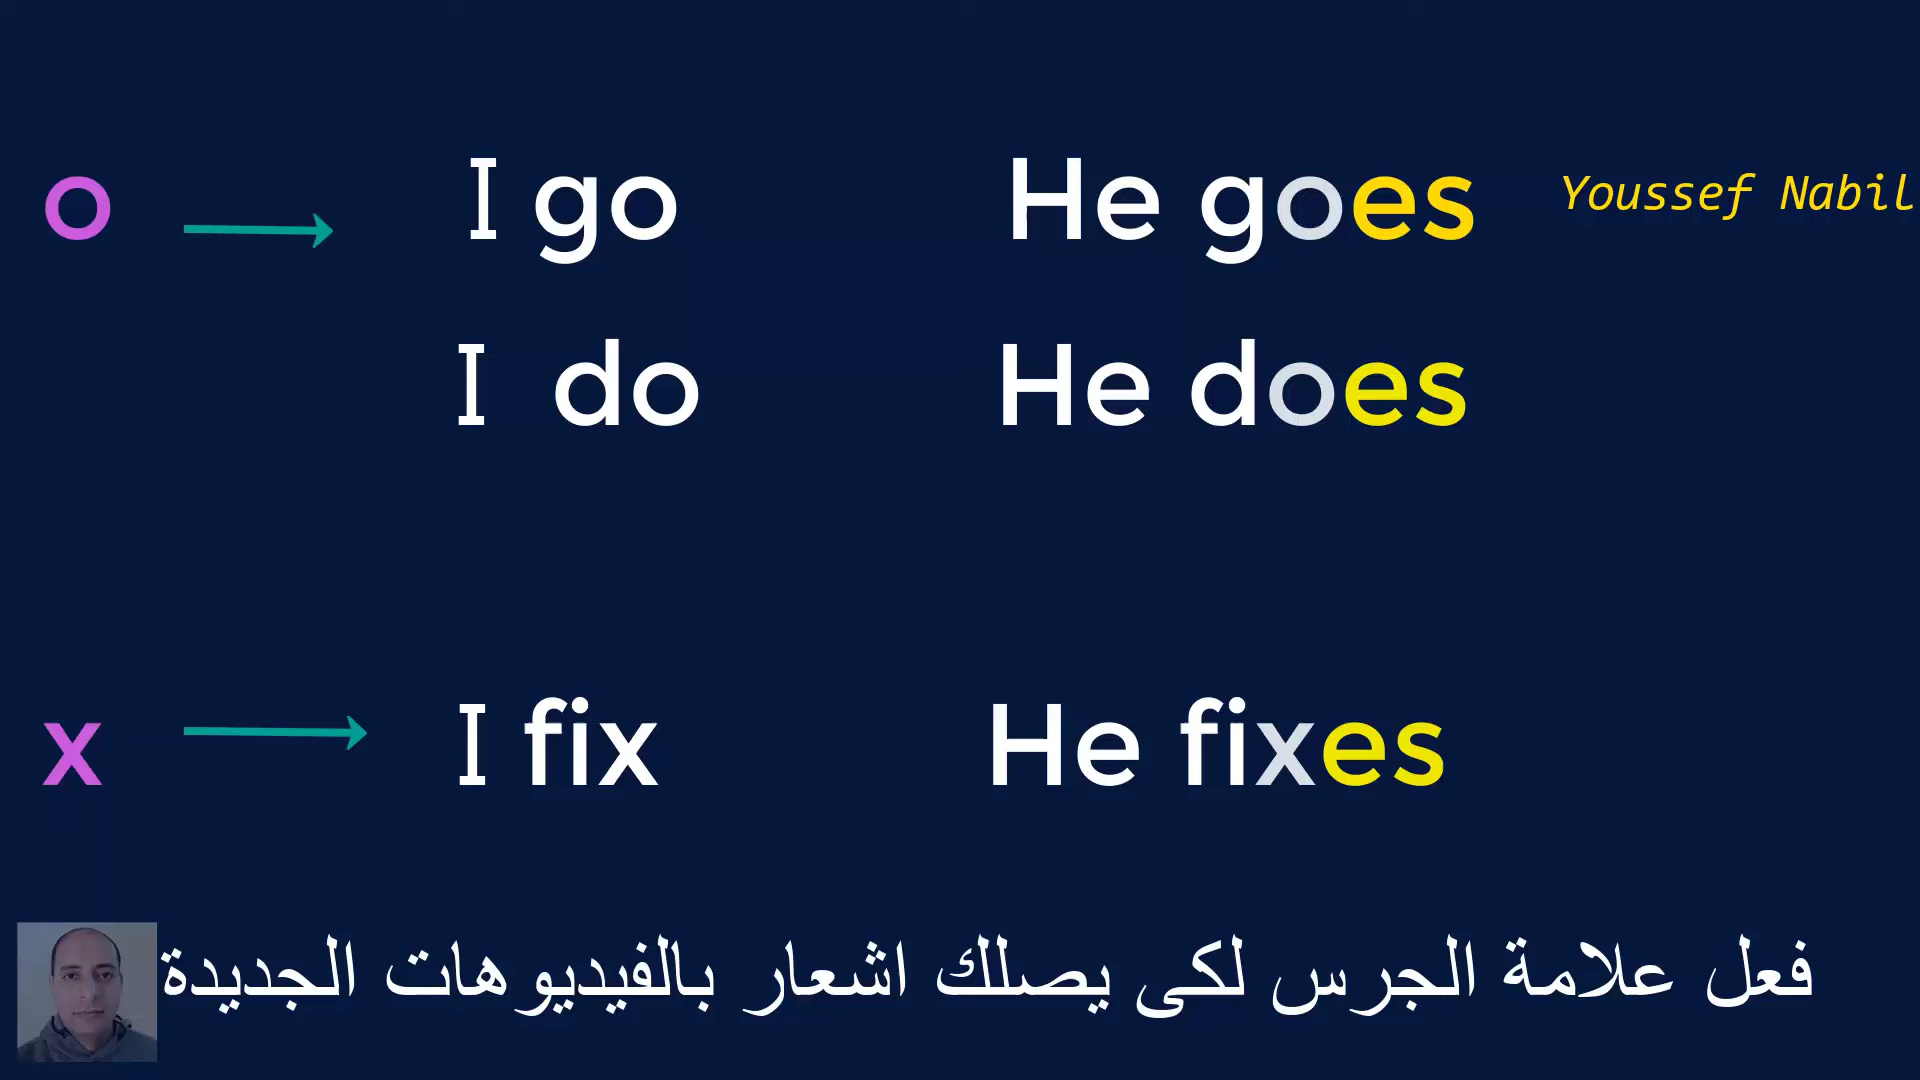 o I go He goes Youssef Nabil
I do He does
x I fix He fixes
فعل علامة الجرس لكى يصلك اشعار بالفيديوهات الجديدة